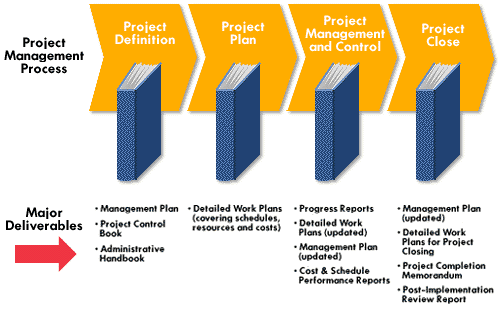 Project
Management
Process
Project
Definition
Project
Plan
Project
Management
and Control
Project
Close
Major
Deliverables
• Management Plan
• Project Control
Book
• Administrative
Handbook
• Detailed Work Plans
(covering schedules,
resources and costs)
• Progress Reports
• Detailed Work
Plans (updated)
• Management Plan
(updated)
• Cost & Schedule
Performance Reports
• Management Plan
(updated)
• Detailed Work
Plans for Project
Closing
• Project Completion
Memorandum
• Post-Implementation
Review Report